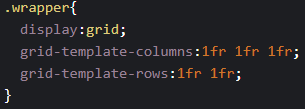 .wrapper{
display:grid;
grid-template-columns:1fr 1fr 1fr;
grid-template-rows:1fr 1fr;
}